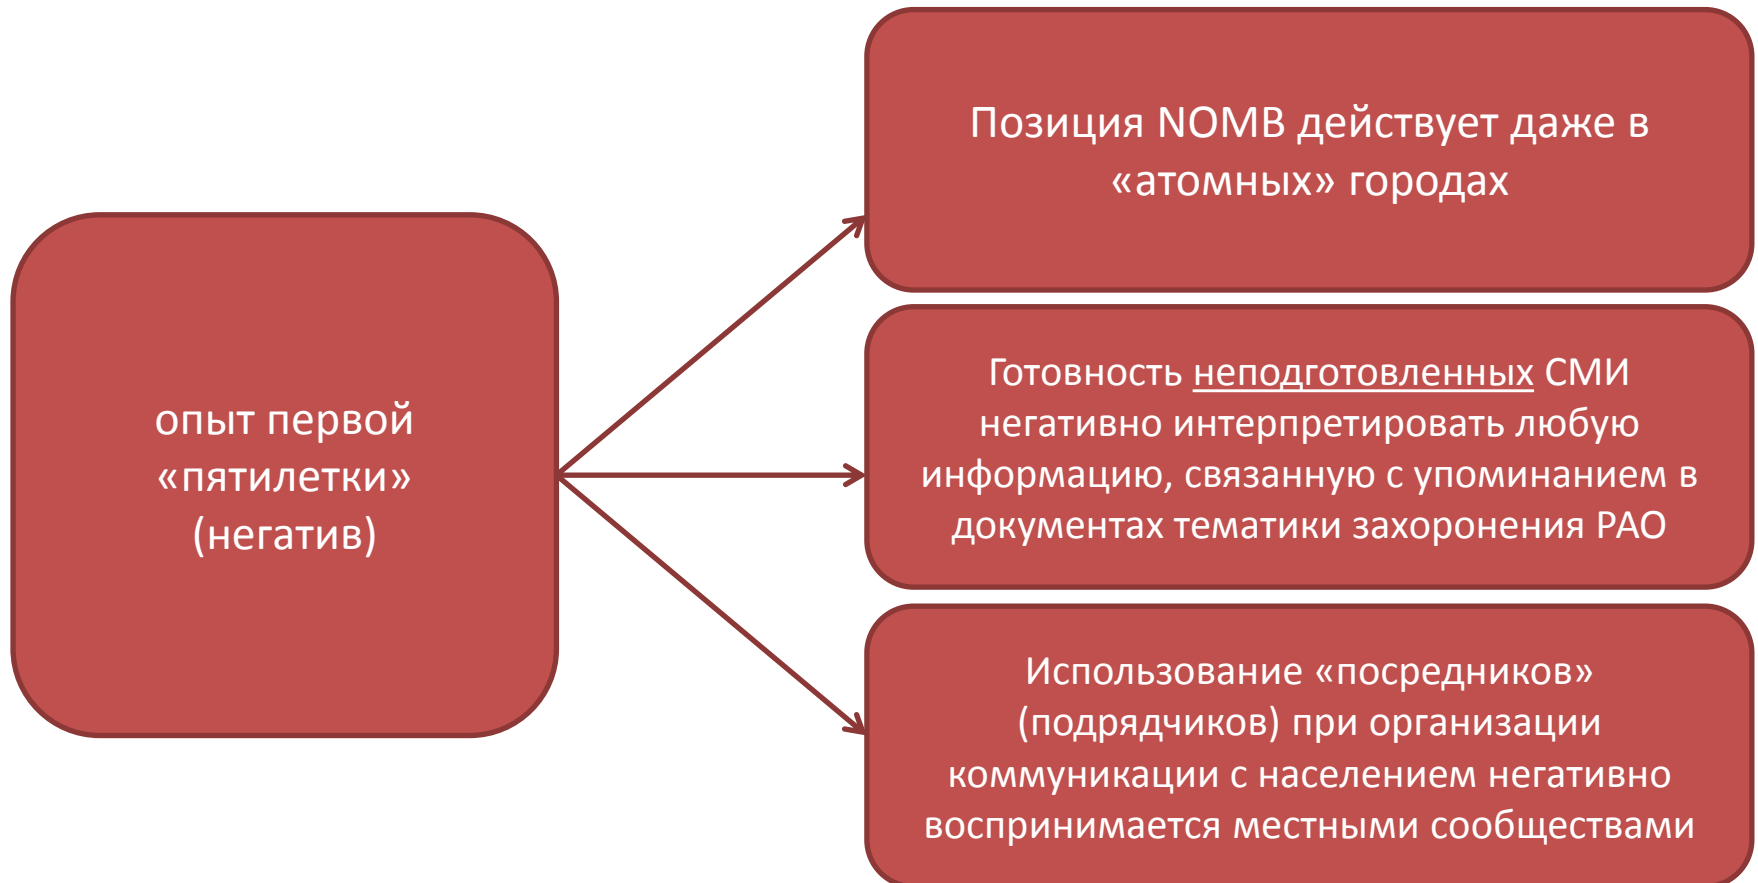 опыт первой
«пятилетки»
(негатив)
Позиция NOMB действует даже в
«атомных» городах
Готовность неподготовленных СМИ
негативно интерпретировать любую
информацию, связанную с упоминанием в
документах тематики захоронения РАО
Использование «посредников»
(подрядчиков) при организации
коммуникации с населением негативно
воспринимается местными сообществами